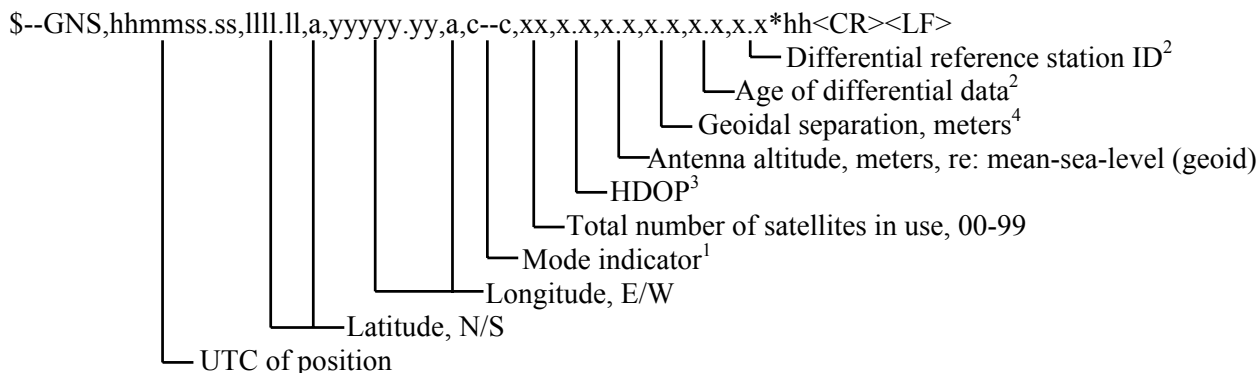 $--GNS,hhmmss.ss,llll.ll,a,yyyyy.yy,a,c--c,xx,x.x,x.x,x.x,x.x,x.x*hh<CR><LF>
Differential reference station ID²
Age of differential data²
Geoidal separation, meters⁴
Antenna altitude, meters, re: mean-sea-level (geoid)
HDOP³
Total number of satellites in use, 00-99
Mode indicator¹
Longitude, E/W
Latitude, N/S
UTC of position